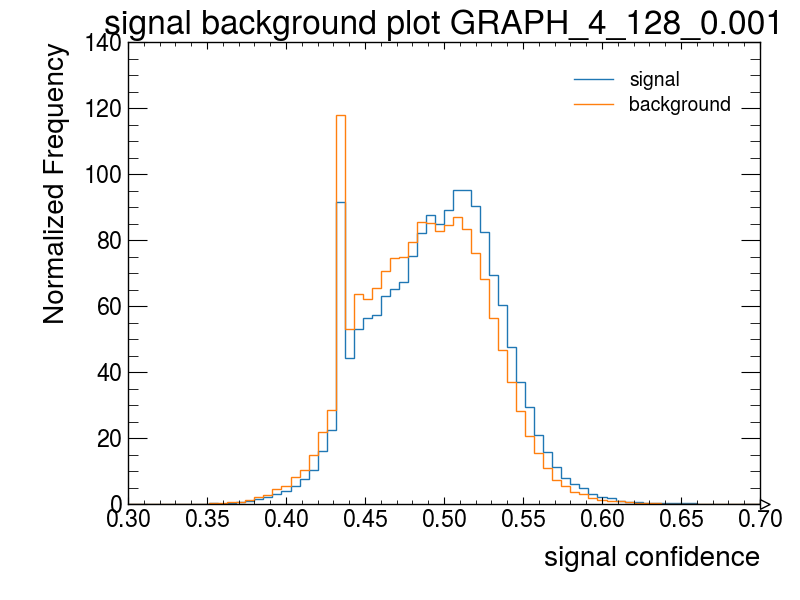 signal background plot GRAPH_4_128_0.001
Normalized Frequency
140
120
100
80
60
40
20
0
signal
background
0.30 0.35 0.40 0.45 0.50 0.55 0.60 0.65 0.70
signal confidence